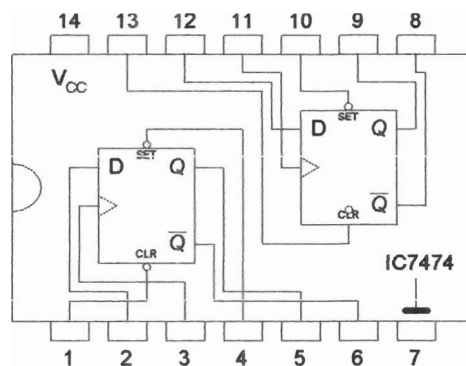 14 13 12 11 10 9 8
V_CC
SET
D Q
SET
D Q
CLR Q̅
Q̅
CLR
IC7474
1 2 3 4 5 6 7